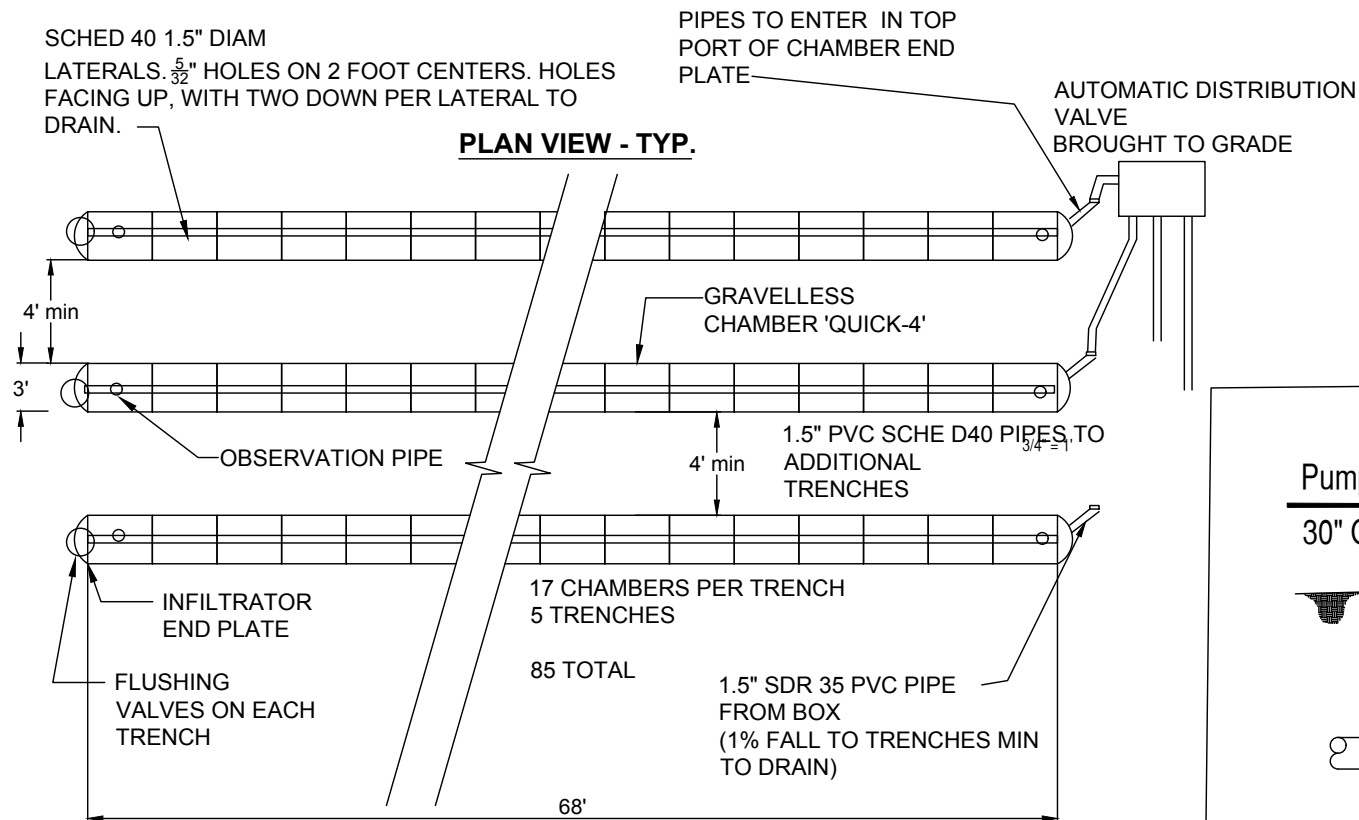 SCHED 40 1.5" DIAM
LATERALS. 5/32" HOLES ON 2 FOOT CENTERS. HOLES
FACING UP, WITH TWO DOWN PER LATERAL TO
DRAIN.
PLAN VIEW - TYP.
PIPES TO ENTER IN TOP
PORT OF CHAMBER END
PLATE
AUTOMATIC DISTRIBUTION
VALVE
BROUGHT TO GRADE
4' min
GRAVELLESS
CHAMBER 'QUICK-4'
3'
OBSERVATION PIPE
4' min
1.5" PVC SCHE D40 PIPES TO
ADDITIONAL
TRENCHES
3/4" = 1'
Pum
30"
INFILTRATOR
END PLATE
17 CHAMBERS PER TRENCH
5 TRENCHES
85 TOTAL
FLUSHING
VALVES ON EACH
TRENCH
1.5" SDR 35 PVC PIPE
FROM BOX
(1% FALL TO TRENCHES MIN
TO DRAIN)
68'